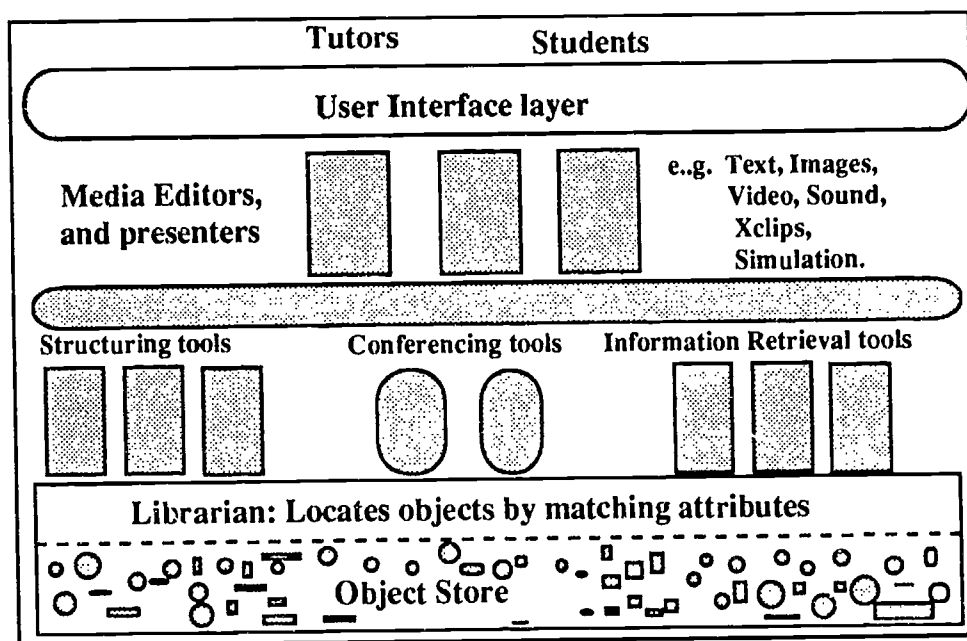 Tutors Students
User Interface layer
Media Editors,
and presenters
e..g. Text, Images,
Video, Sound,
Xclips,
Simulation.
Structuring tools Conferencing tools Information Retrieval tools
Librarian: Locates objects by matching attributes
Object Store